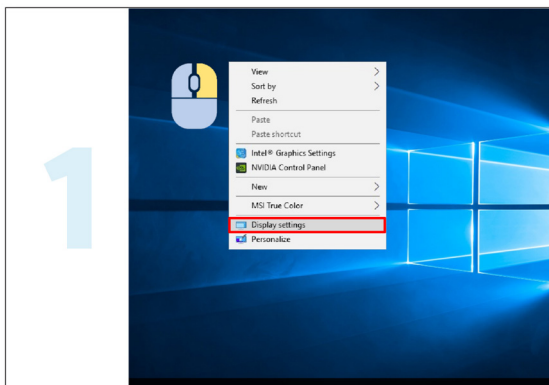 1
View
Sort by
Refresh
Paste
Paste shortcut
Intel® Graphics Settings
NVIDIA Control Panel
New
MSI True Color
Display settings
Personalize